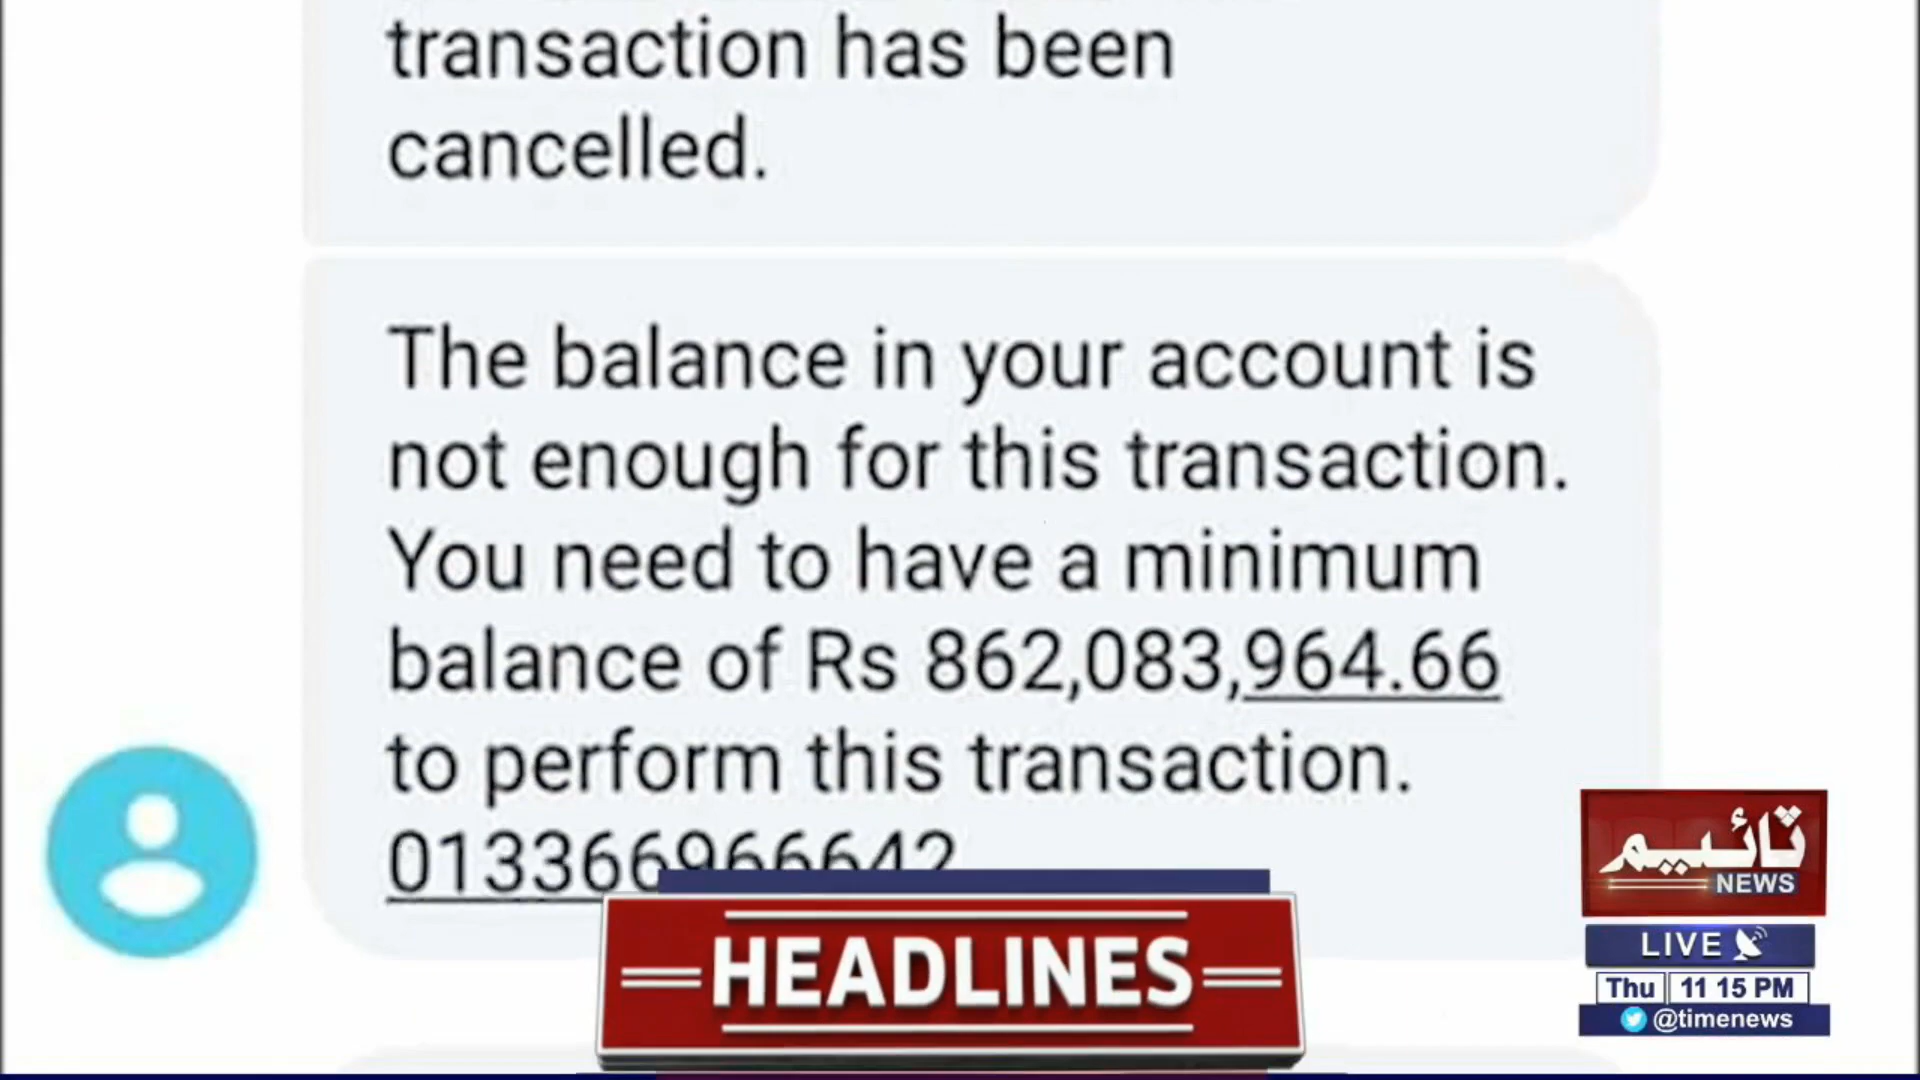 transaction has been
cancelled.
The balance in your account is
not enough for this transaction.
You need to have a minimum
balance of Rs 862,083,964.66
to perform this transaction.
013366966642
HEADLINES
ٽائيم
NEWS
LIVE
Thu 11 15 PM
@timenews